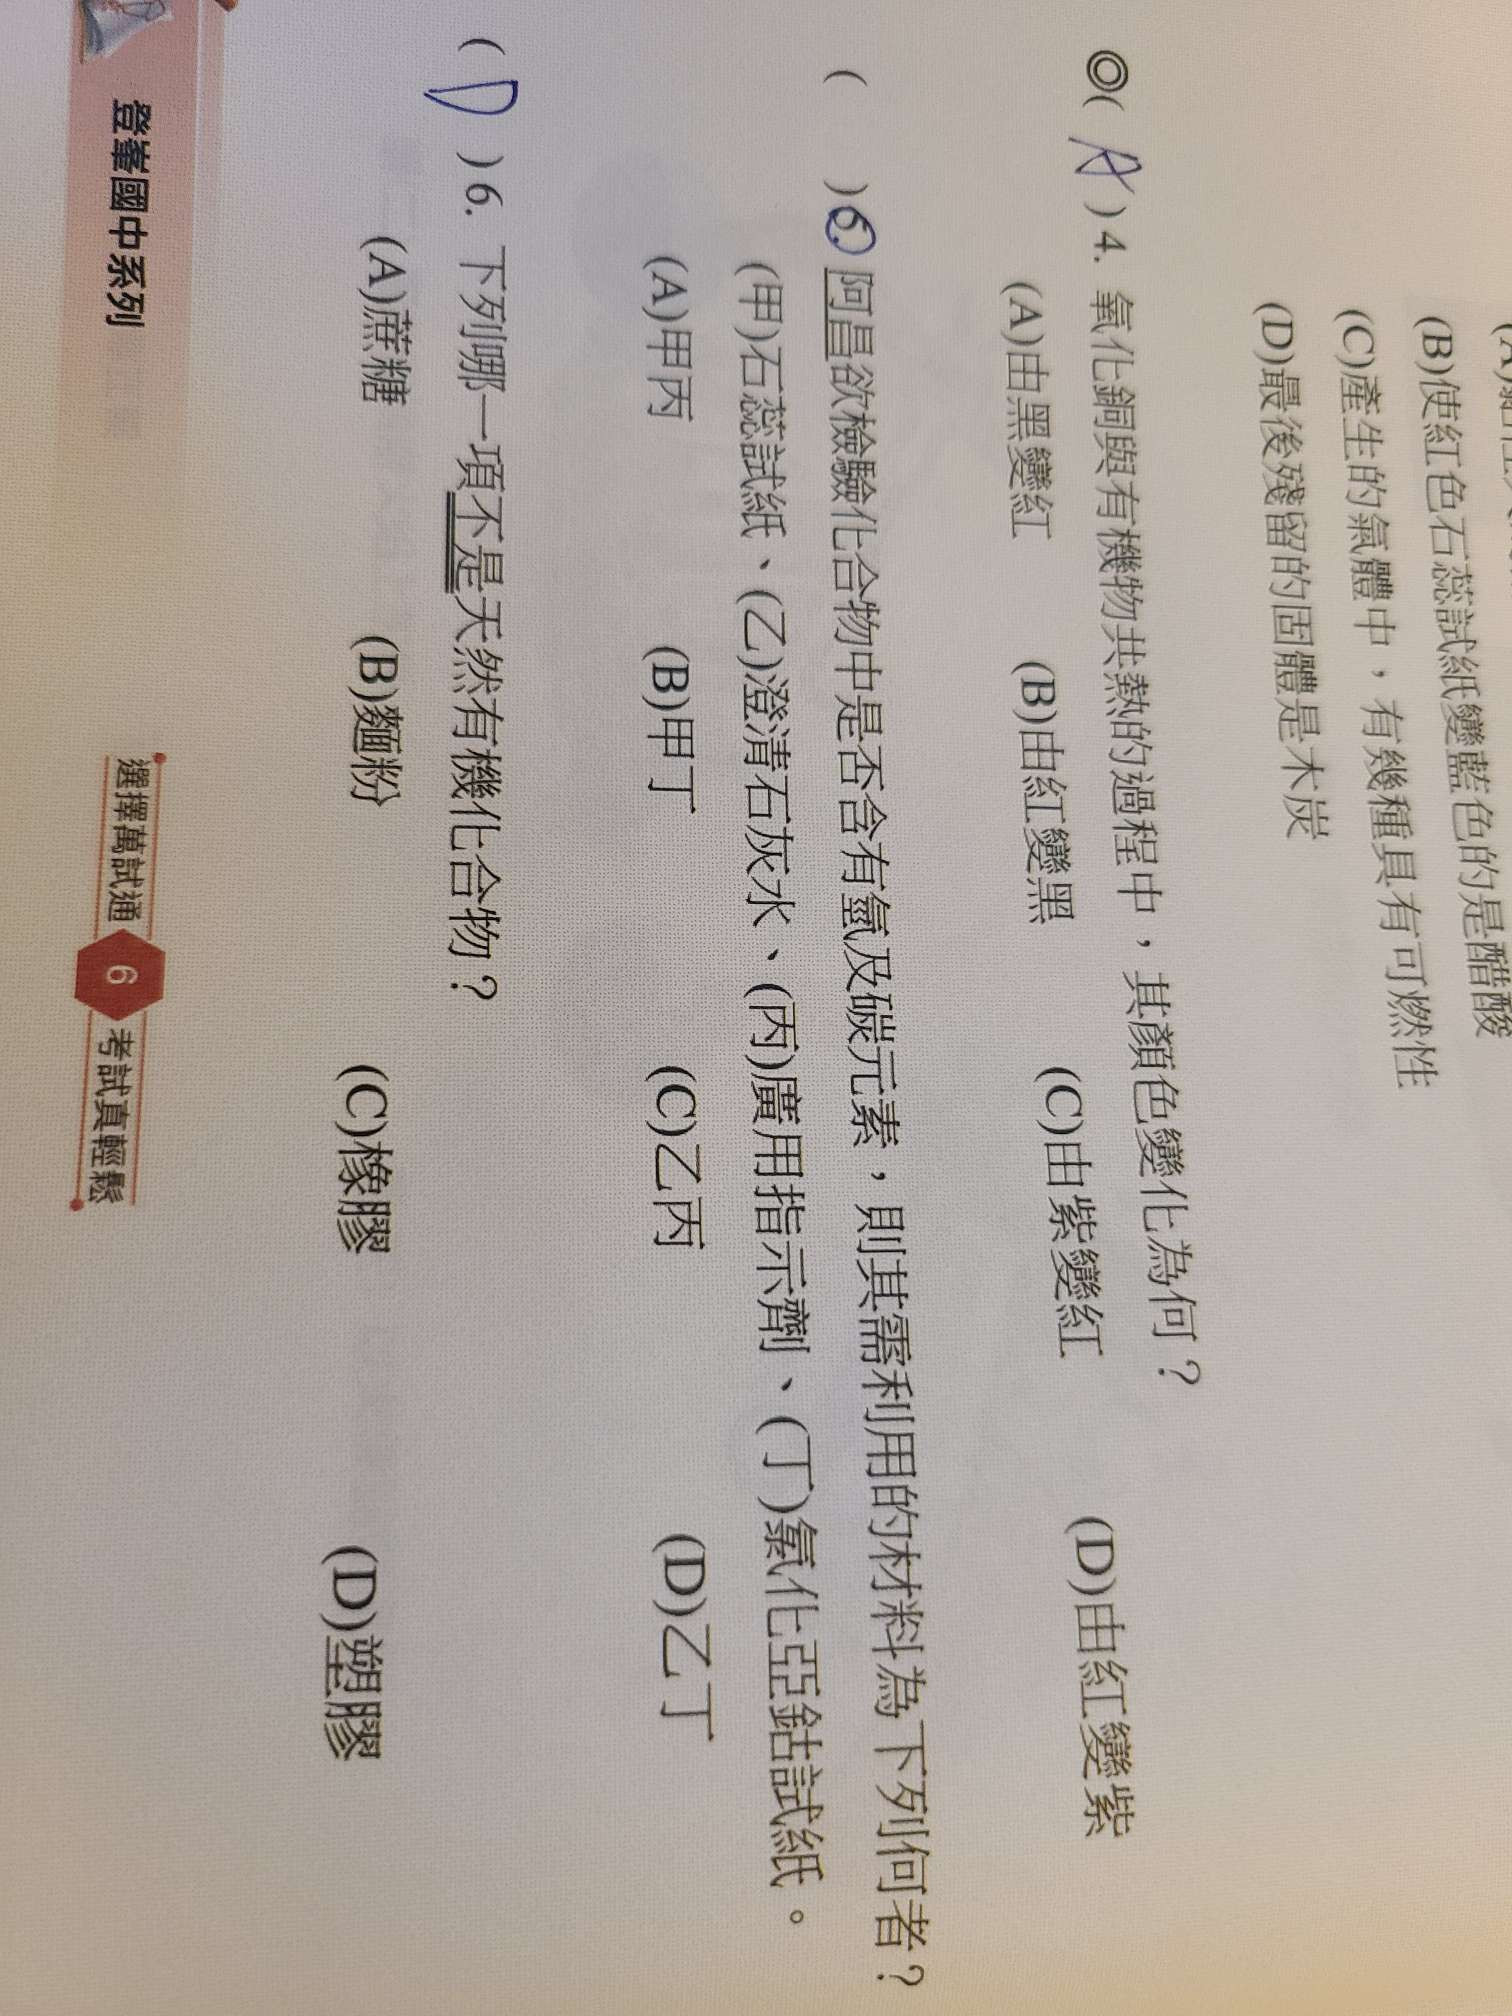 (B)使紅色石蕊試紙變藍色的是醋酸
(C)產生的氣體中，有幾種具有可燃性
(D)最後殘留的固體是木炭
◎( A )4. 氧化銅與有機物共熱的過程中，其顏色變化為何？
(A)由黑變紅 (B)由紅變黑 (C)由紫變紅 (D)由紅變紫
( )5. 阿昌欲檢驗化合物中是否含有氫及碳元素，則其需利用的材料為下列何者？
(甲)石蕊試紙、(乙)澄清石灰水、(丙)廣用指示劑、(丁)氯化亞鈷試紙。
(A)甲丙 (B)甲丁 (C)乙丙 (D)乙丁
( D )6. 下列哪一項不是天然有機化合物？
(A)蔗糖 (B)麵粉 (C)橡膠 (D)塑膠
登峯國中系列
選擇萬試通 6 考試真輕鬆